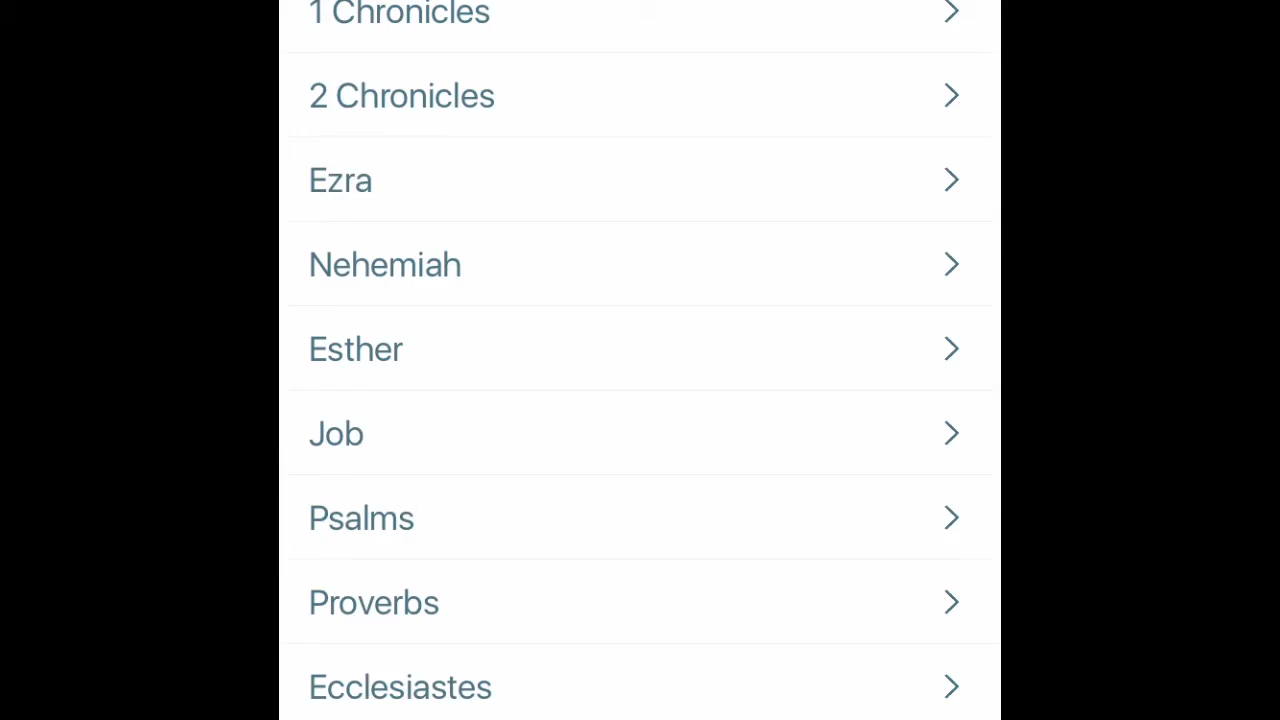 1 Chronicles
2 Chronicles
Ezra
Nehemiah
Esther
Job
Psalms
Proverbs
Ecclesiastes